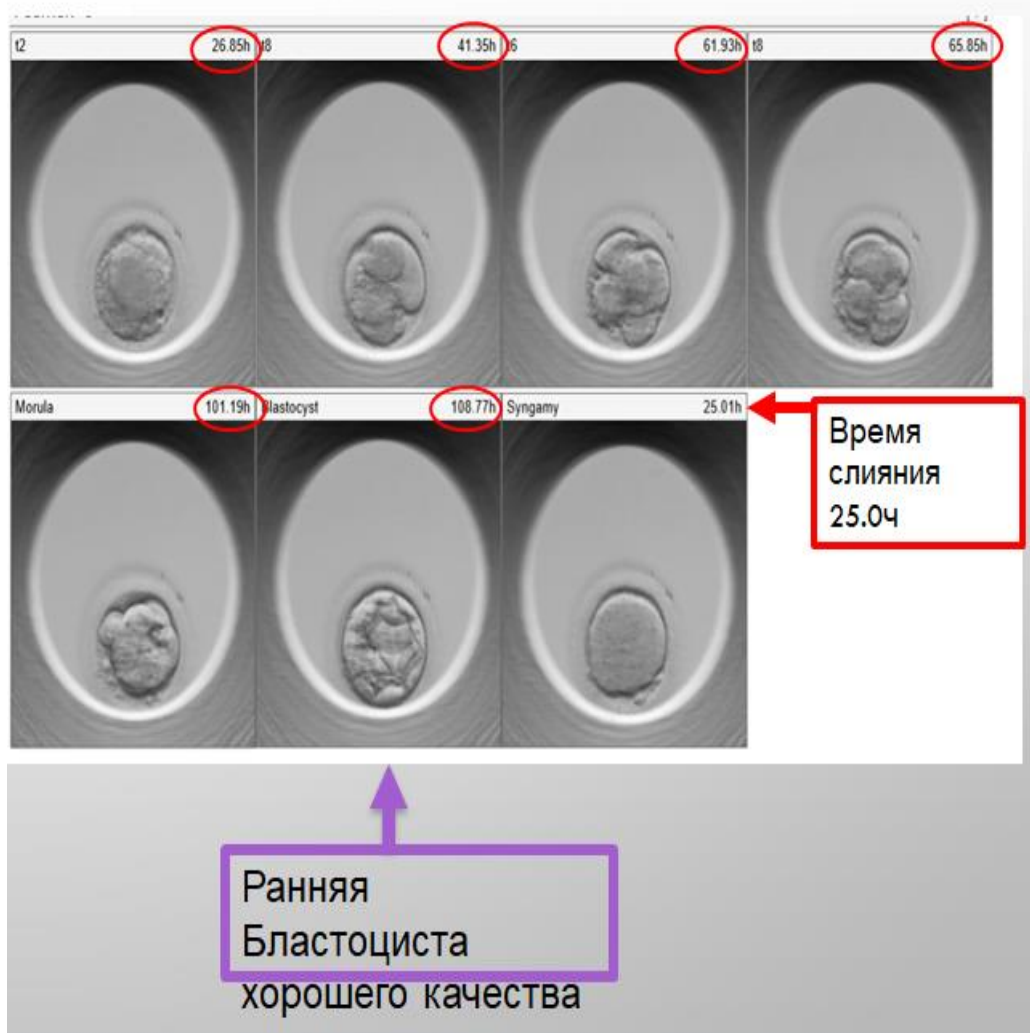 t2 26.85h t8 41.35h t6 61.93h t8 65.85h
Morula 101.19h Blastocyst 108.77h Syngamy 25.01h
Время
слияния
25.0ч
Ранняя
Бластоциста
хорошего качества